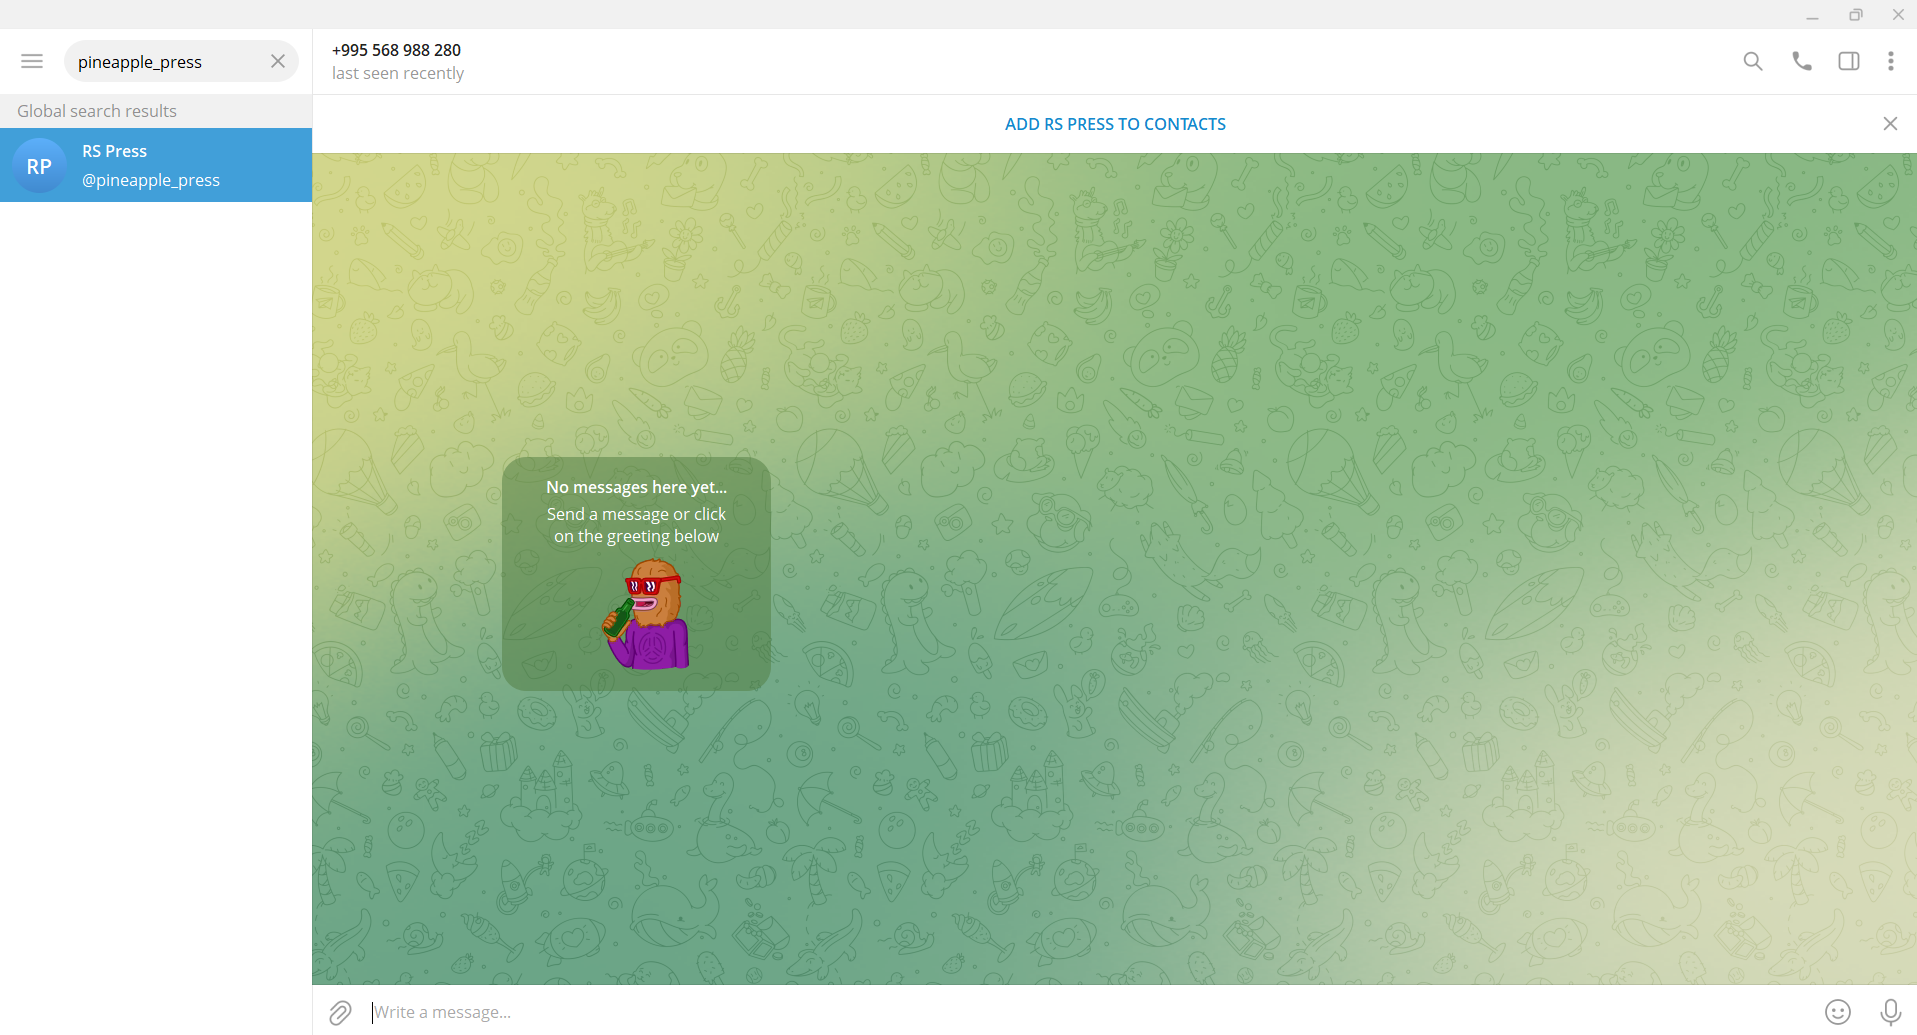 pineapple_press
+995 568 988 280
last seen recently
Global search results
ADD RS PRESS TO CONTACTS
RP
RS Press
@pineapple_press
No messages here yet...
Send a message or click
on the greeting below
Write a message...